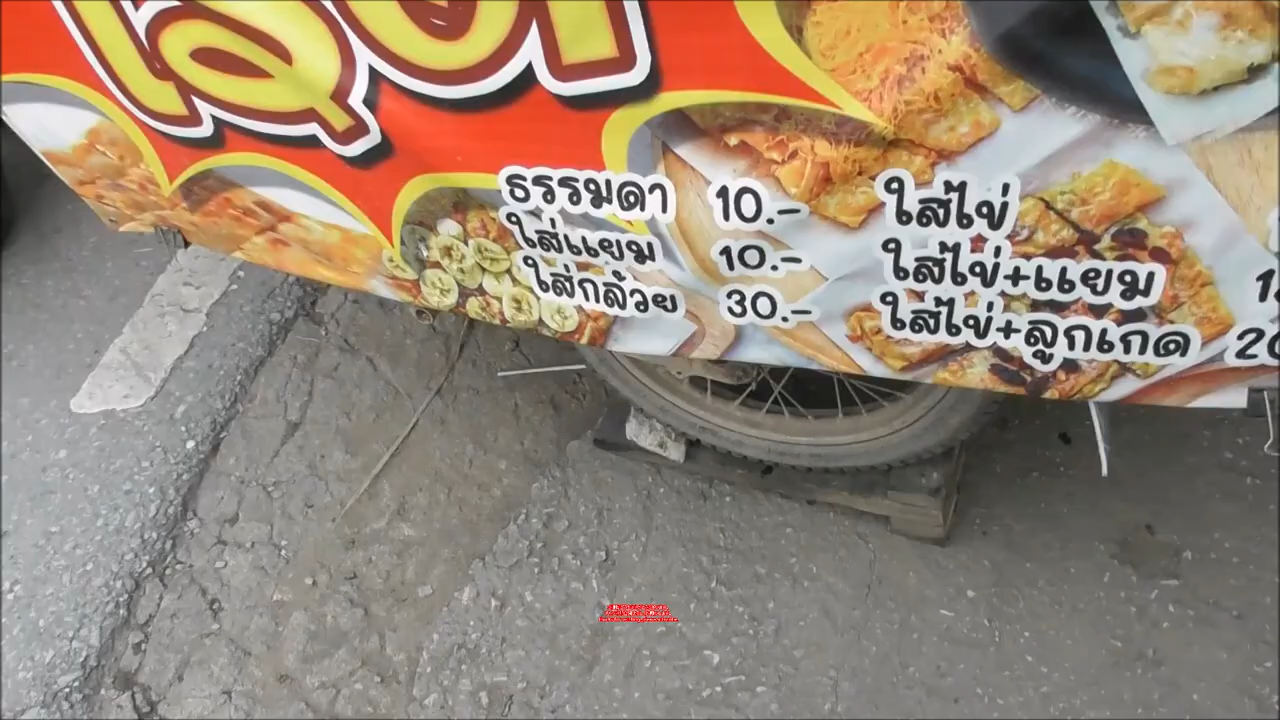 ธรรมดา 10.- ใส่ไข่
ใส่แยม 10.- ใส่ไข่+แยม
ใส่กล้วย 30.- ใส่ไข่+ลูกเกด 20